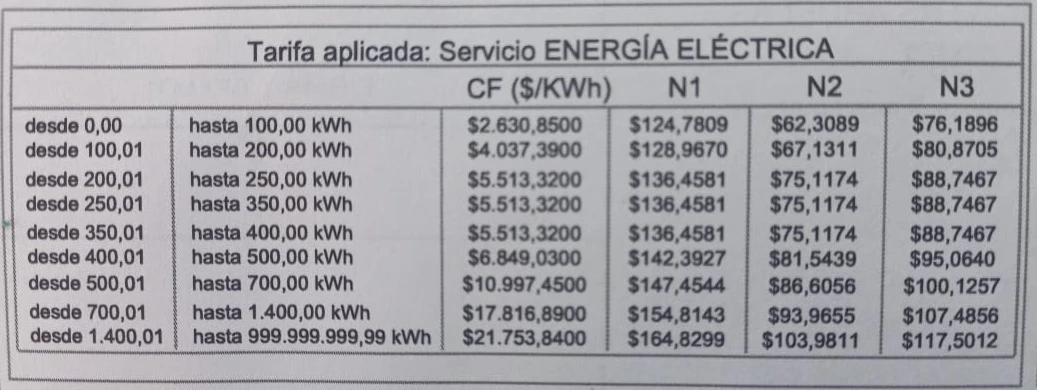 Tarifa aplicada: Servicio ENERGÍA ELÉCTRICA
CF ($/KWh) N1 N2 N3
desde 0,00 hasta 100,00 kWh $2.630,8500 $124,7809 $62,3089 $76,1896
desde 100,01 hasta 200,00 kWh $4.037,3900 $128,9670 $67,1311 $80,8705
desde 200,01 hasta 250,00 kWh $5.513,3200 $136,4581 $75,1174 $88,7467
desde 250,01 hasta 350,00 kWh $5.513,3200 $136,4581 $75,1174 $88,7467
desde 350,01 hasta 400,00 kWh $5.513,3200 $136,4581 $75,1174 $88,7467
desde 400,01 hasta 500,00 kWh $6.849,0300 $142,3927 $81,5439 $95,0640
desde 500,01 hasta 700,00 kWh $10.997,4500 $147,4544 $86,6056 $100,1257
desde 700,01 hasta 1.400,00 kWh $17.816,8900 $154,8143 $93,9655 $107,4856
desde 1.400,01 hasta 999.999.999,99 kWh $21.753,8400 $164,8299 $103,9811 $117,5012